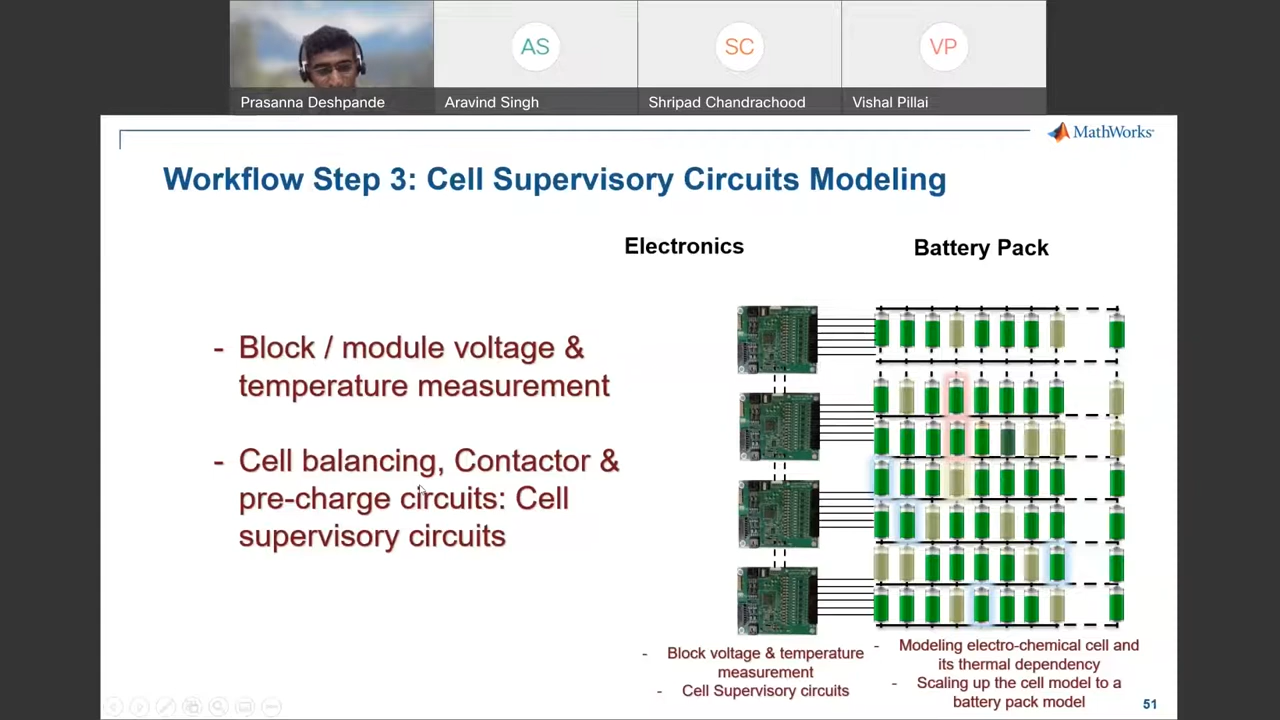 AS
SC
VP
Prasanna Deshpande
Aravind Singh
Shripad Chandrachood
Vishal Pillai
MathWorks
Workflow Step 3: Cell Supervisory Circuits Modeling
Electronics
Battery Pack
- Block / module voltage &
temperature measurement
- Cell balancing, Contactor &
pre-charge circuits: Cell
supervisory circuits
- Block voltage & temperature
measurement
- Cell Supervisory circuits
- Modeling electro-chemical cell and
its thermal dependency
- Scaling up the cell model to a
battery pack model
51